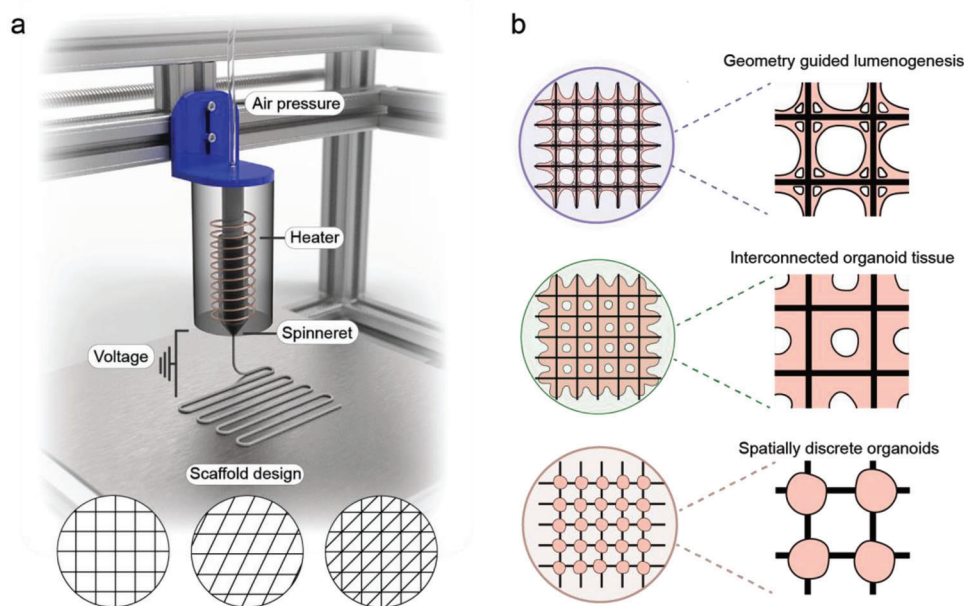 a
Air pressure
Heater
Spinneret
Voltage
Scaffold design
b
Geometry guided lumenogenesis
Interconnected organoid tissue
Spatially discrete organoids